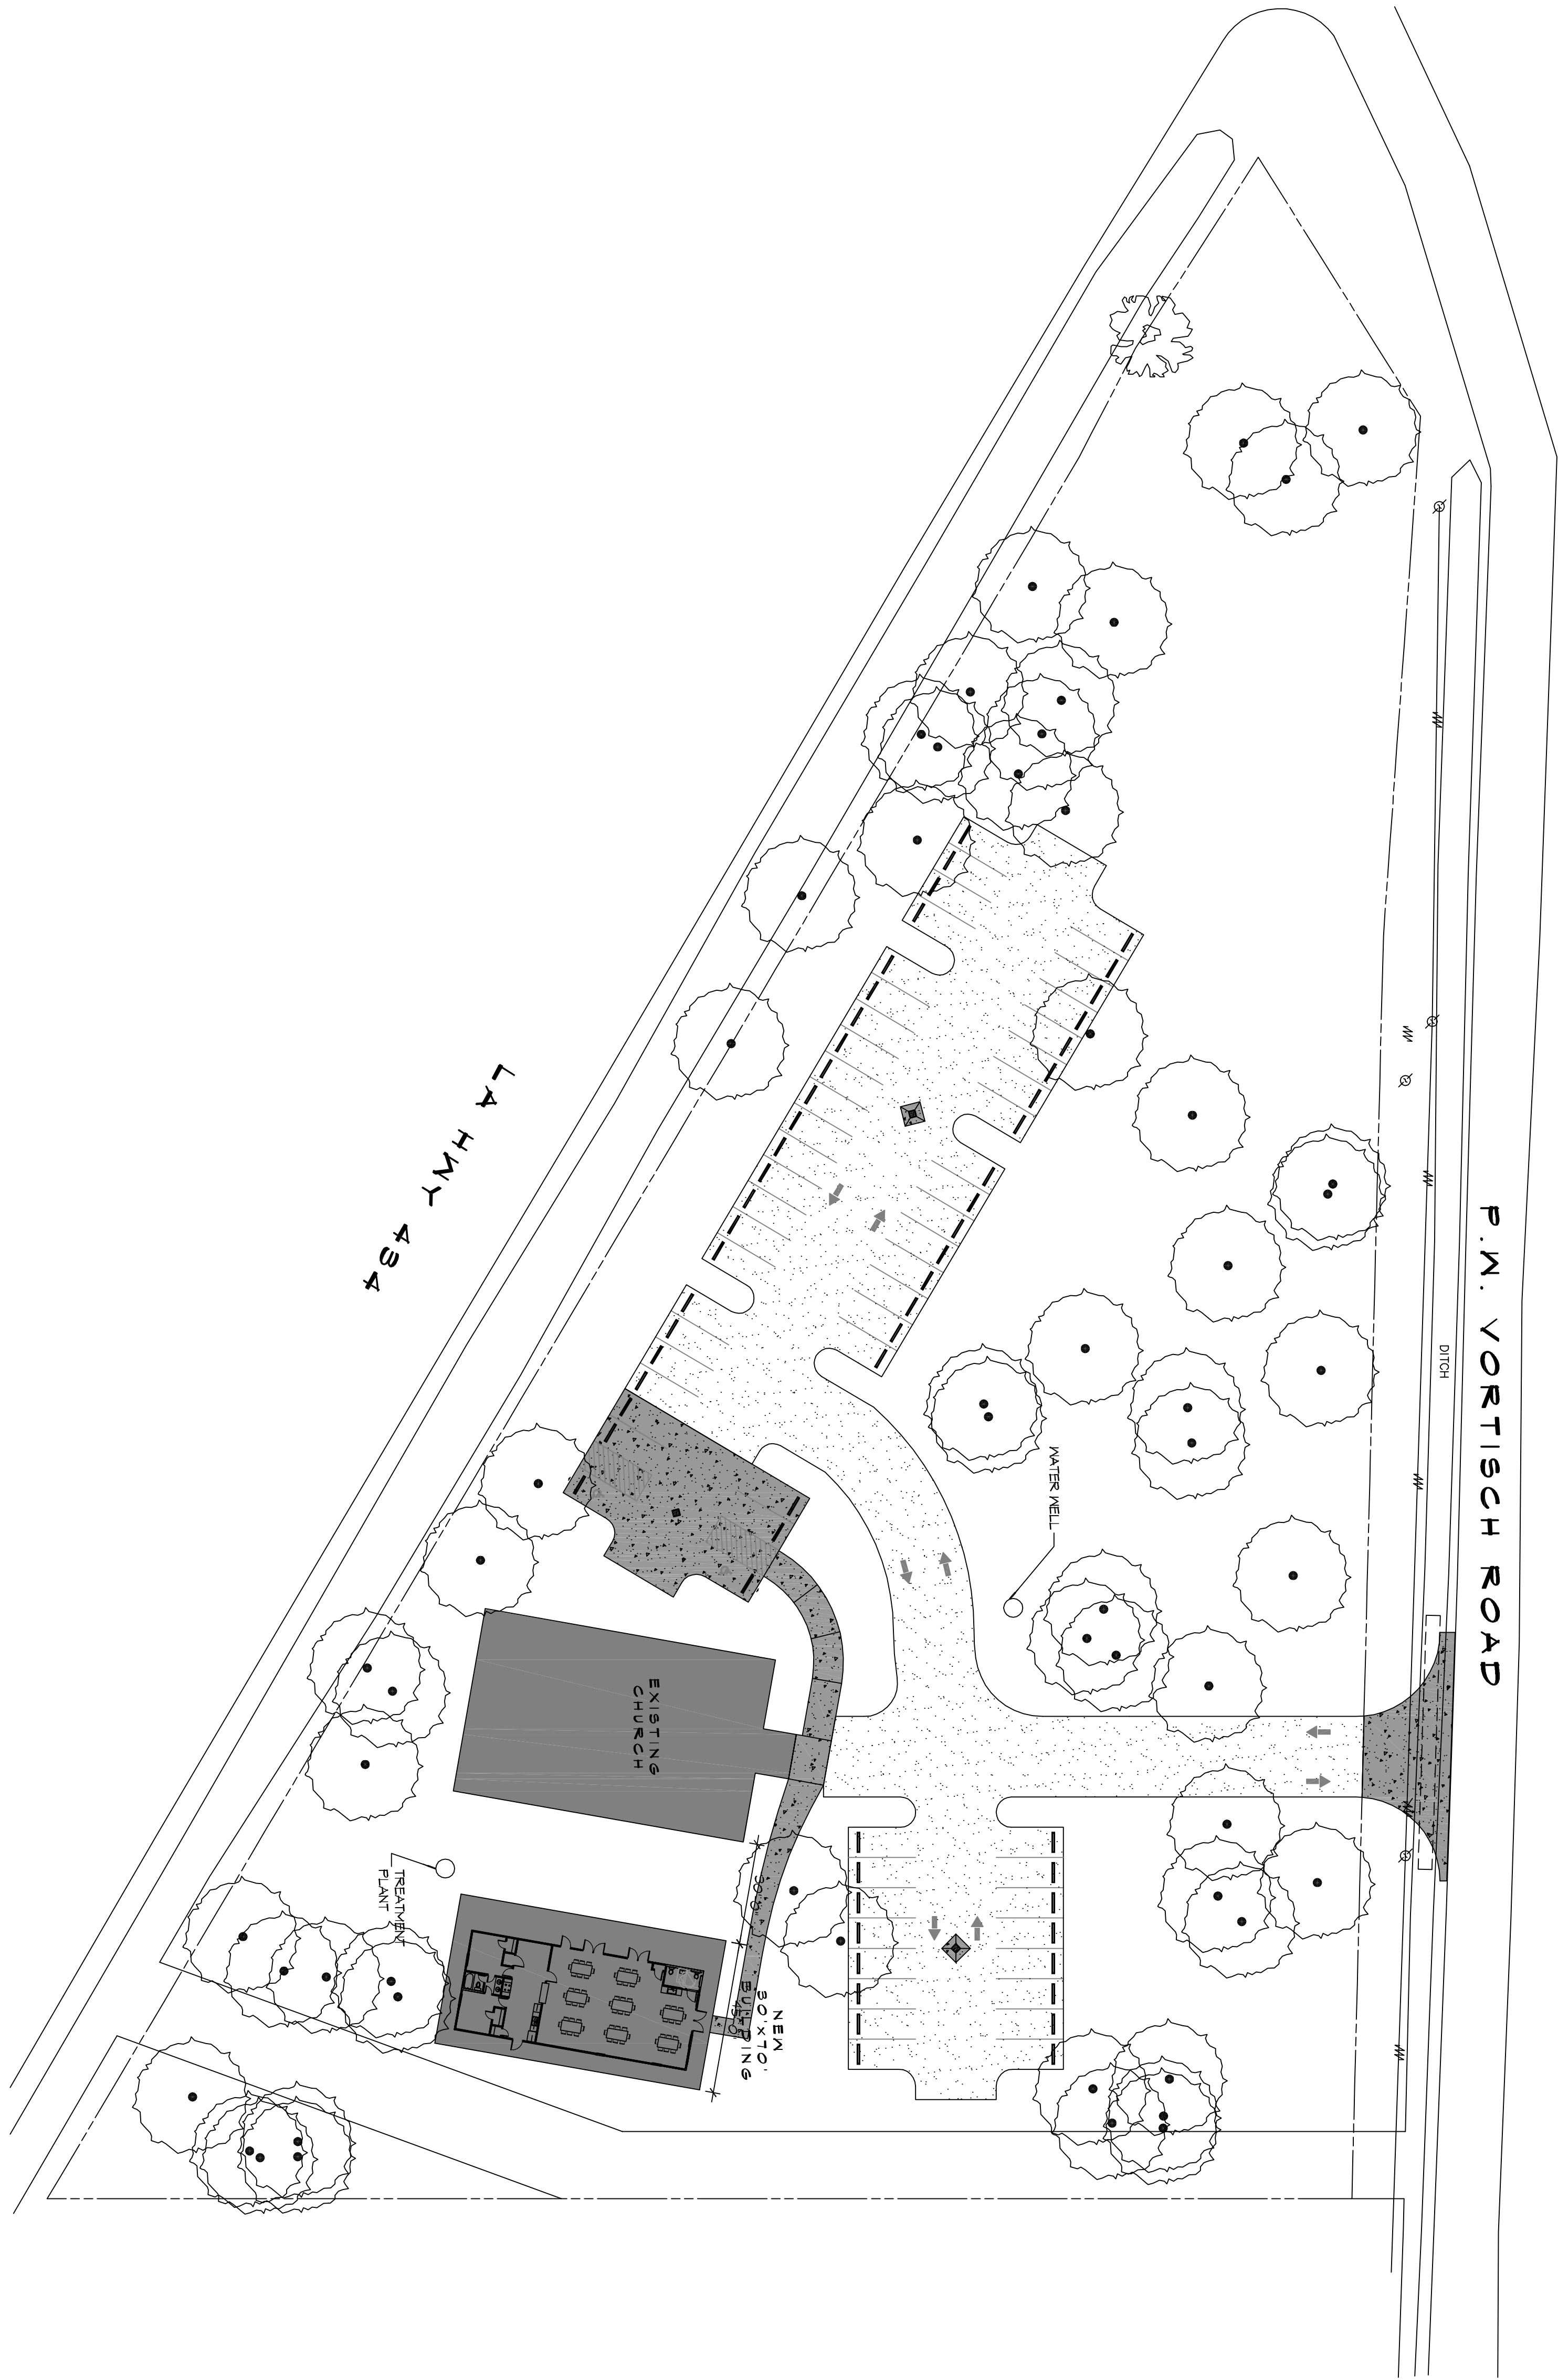 LA HWY 434
P.W. VORTISCH ROAD
DITCH
WATER WELL
EXISTING
CHURCH
TREATMENT
PLANT
NEW
30'X70'
BUILDING